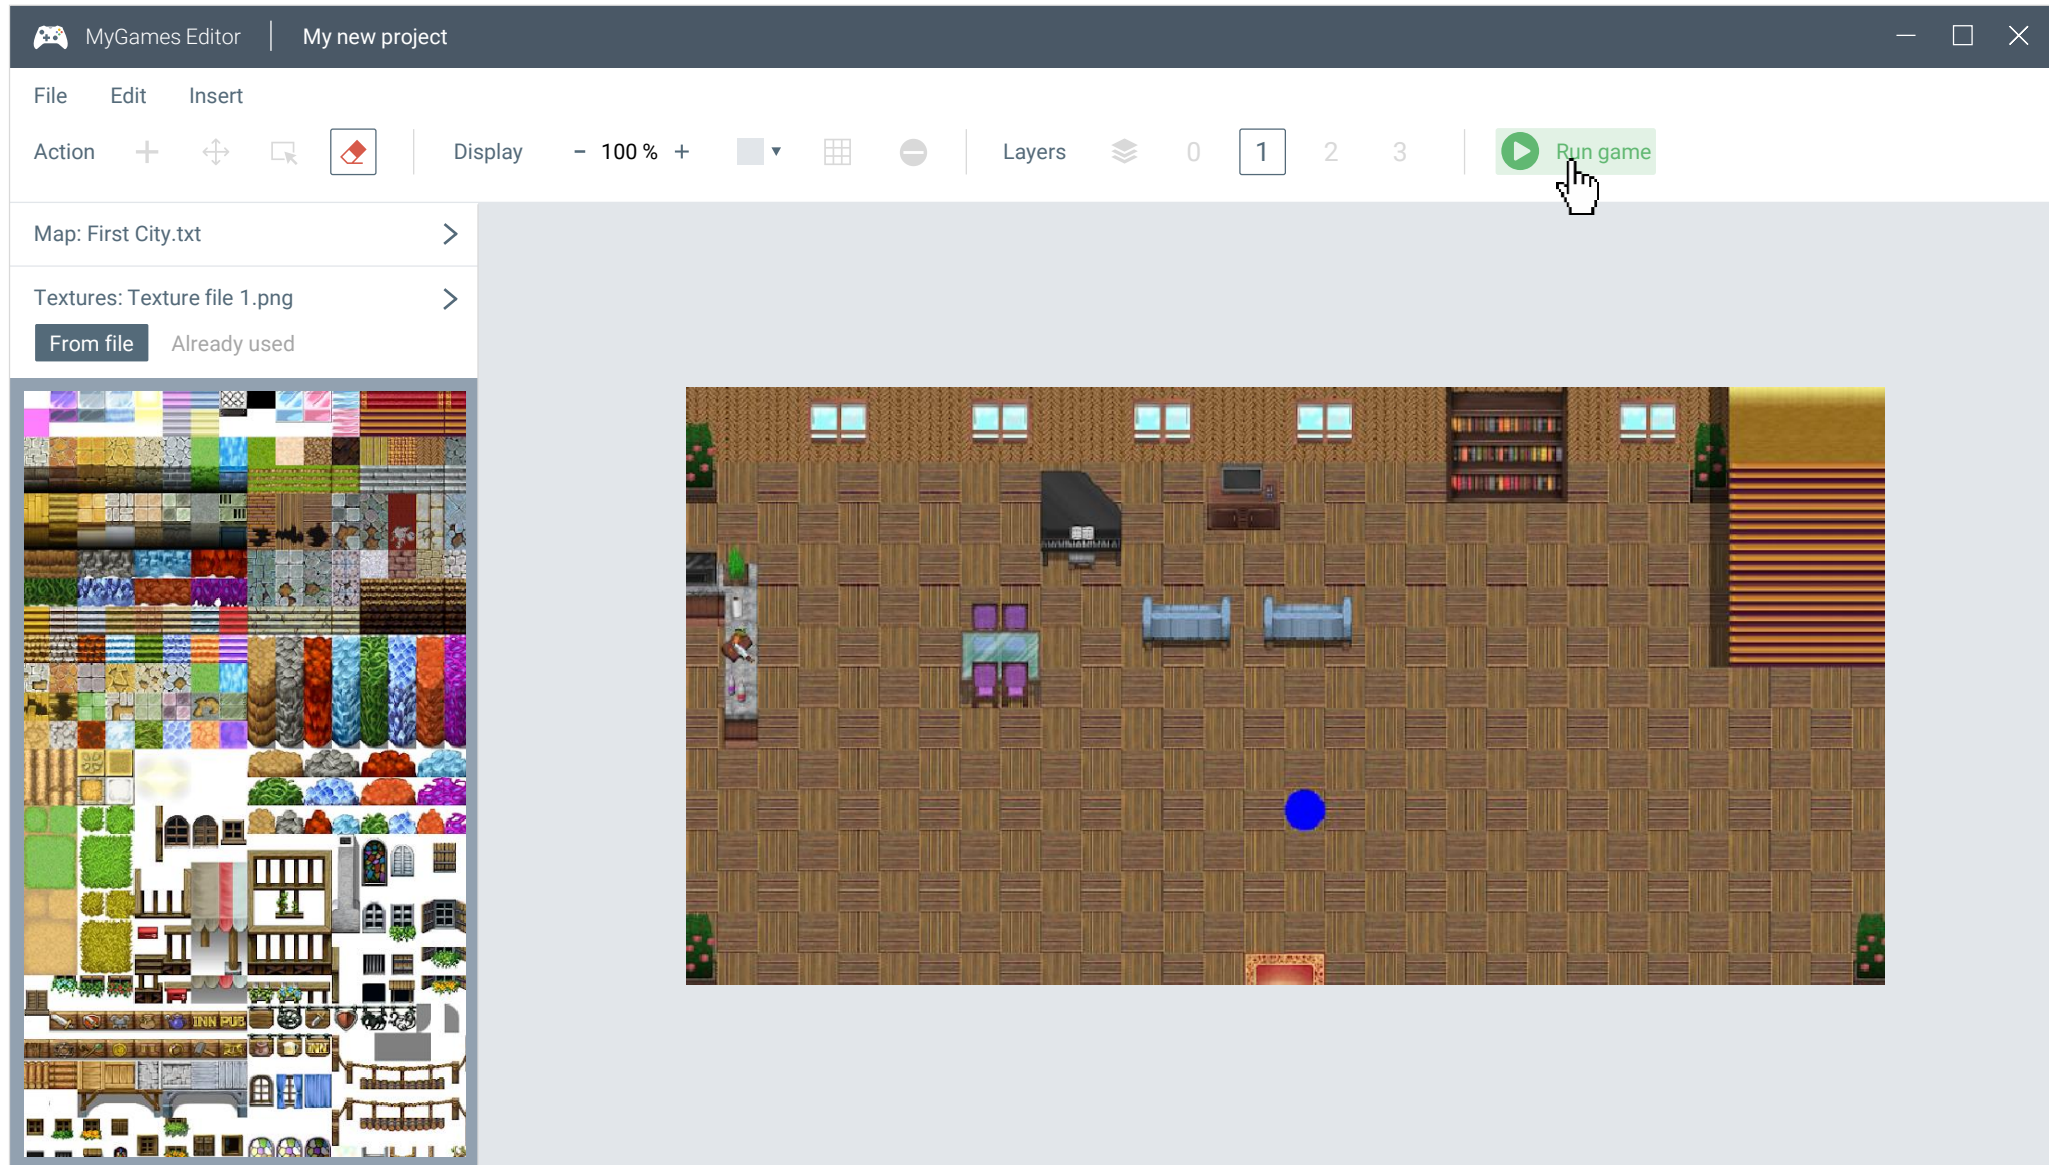 MyGames Editor | My new project
File Edit Insert
Action Display - 100 % + Layers 0 1 2 3 Run game
Map: First City.txt
Textures: Texture file 1.png
From file Already used
INN PUB
INN